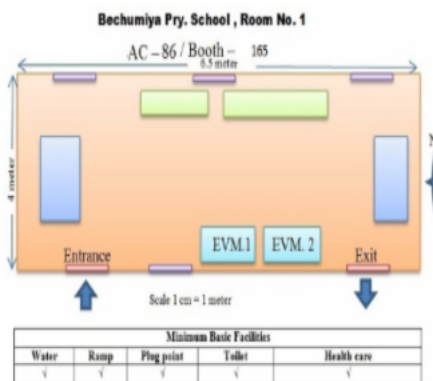 Bechumiya Pry. School , Room No. 1
AC – 86 / Booth – 165
6.5 meter
4 meter
N
EVM.1 EVM. 2
Entrance Exit
Scale 1 cm = 1 meter
Minimum Basic Facilities
Water Ramp Plug point Toilet Health care
√ √ √ √ √